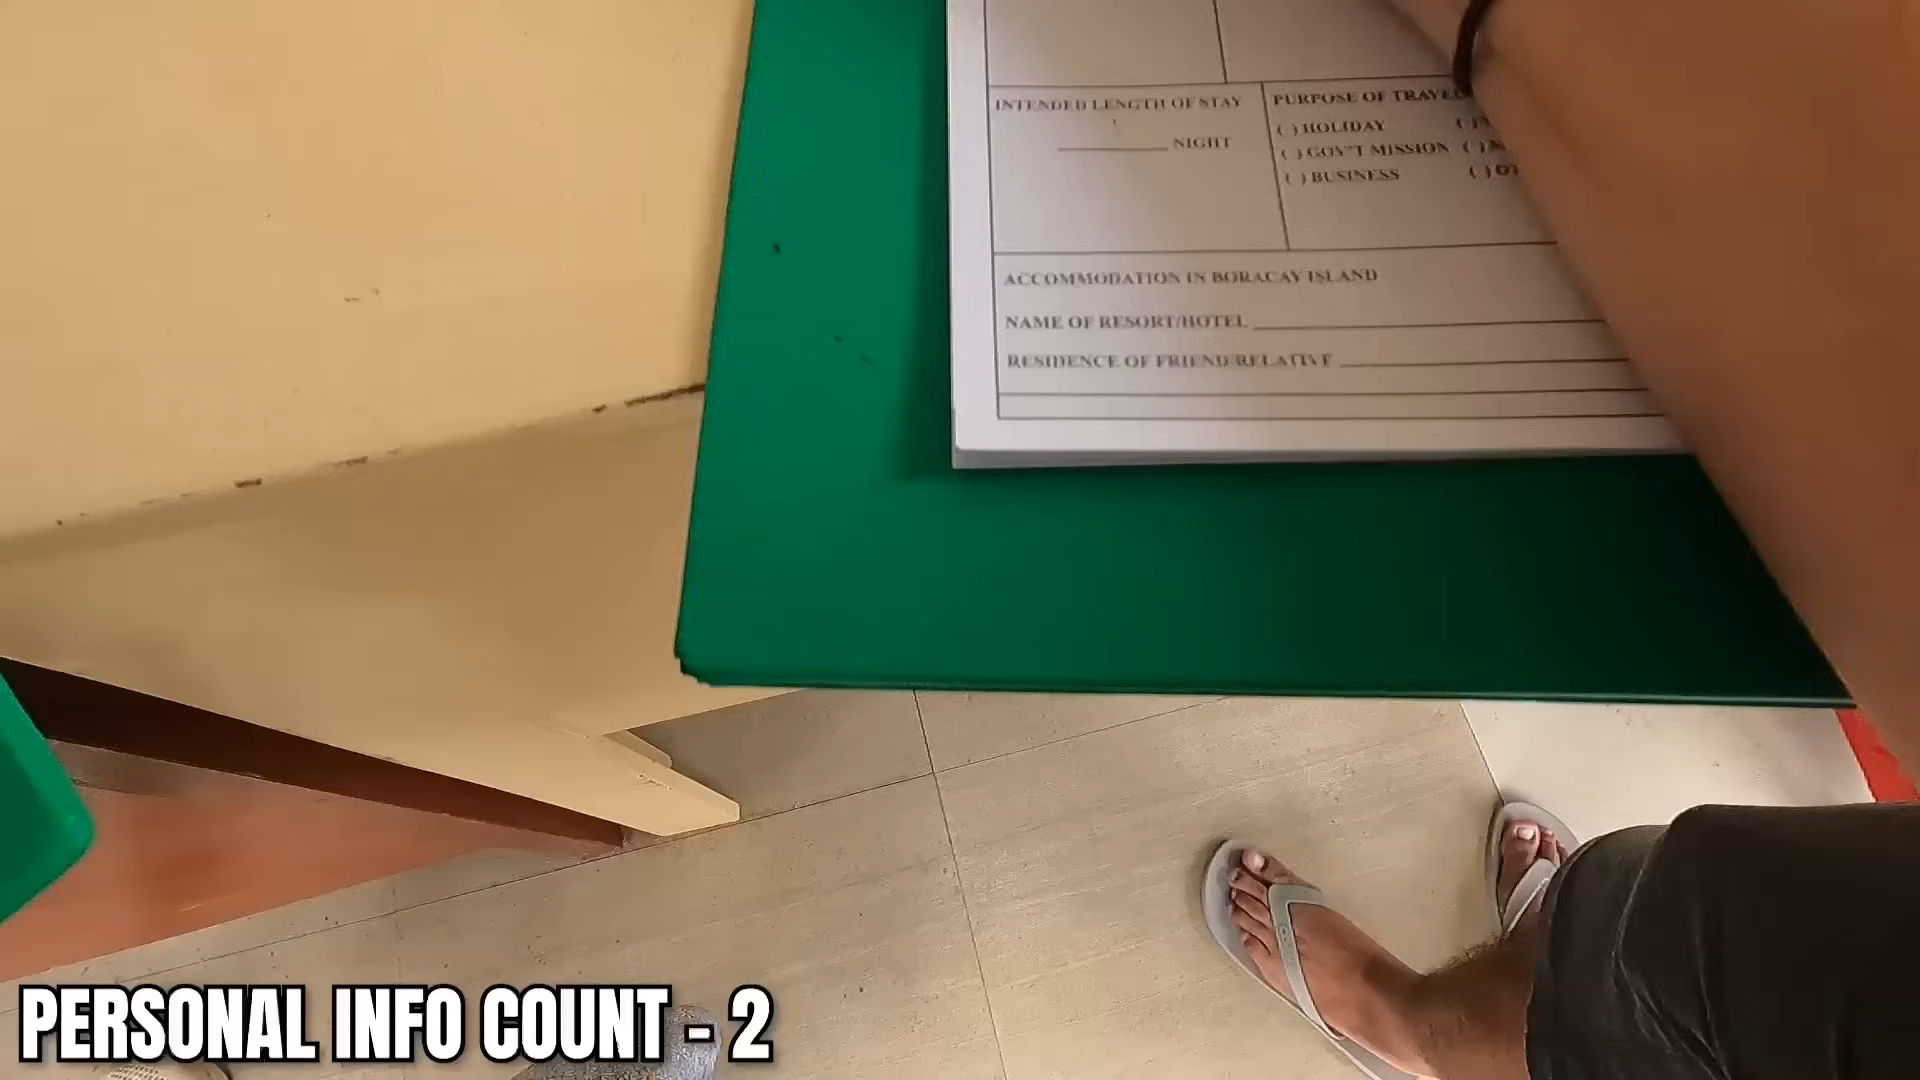 INTENDED LENGTH OF STAY
NIGHT
PURPOSE OF TRAVEL
( ) HOLIDAY ( )
( ) GOV'T MISSION ( )
( ) BUSINESS ( )
ACCOMMODATION IN BORACAY ISLAND
NAME OF RESORT/HOTEL
RESIDENCE OF FRIEND/RELATIVE
PERSONAL INFO COUNT - 2